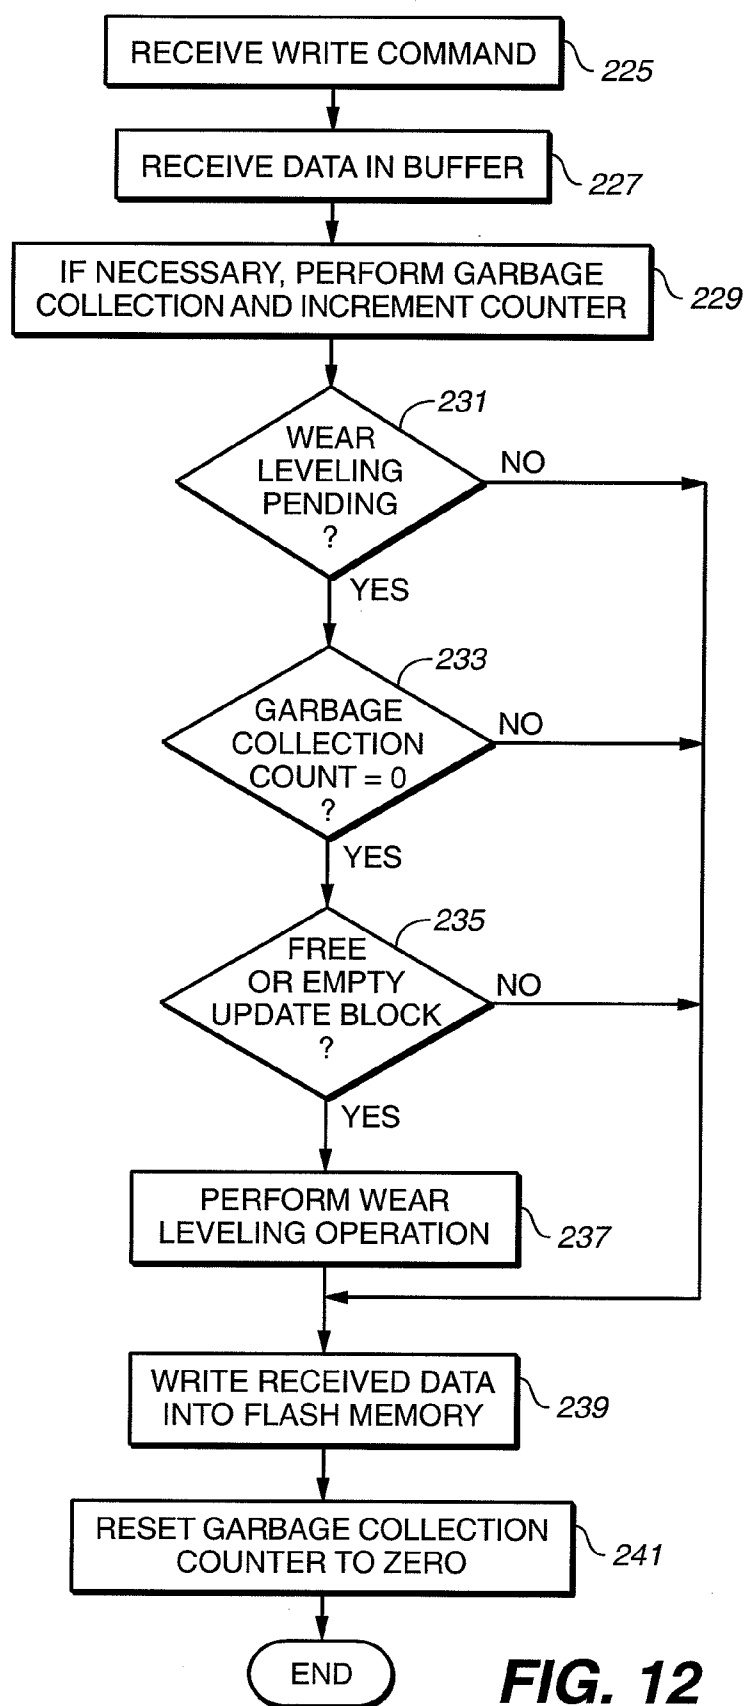 RECEIVE WRITE COMMAND
225
RECEIVE DATA IN BUFFER
227
IF NECESSARY, PERFORM GARBAGE
COLLECTION AND INCREMENT COUNTER
229
231
WEAR
LEVELING
PENDING
?
NO
YES
233
GARBAGE
COLLECTION
COUNT = 0
?
NO
YES
235
FREE
OR EMPTY
UPDATE BLOCK
?
NO
YES
PERFORM WEAR
LEVELING OPERATION
237
WRITE RECEIVED DATA
INTO FLASH MEMORY
239
RESET GARBAGE COLLECTION
COUNTER TO ZERO
241
END
FIG. 12